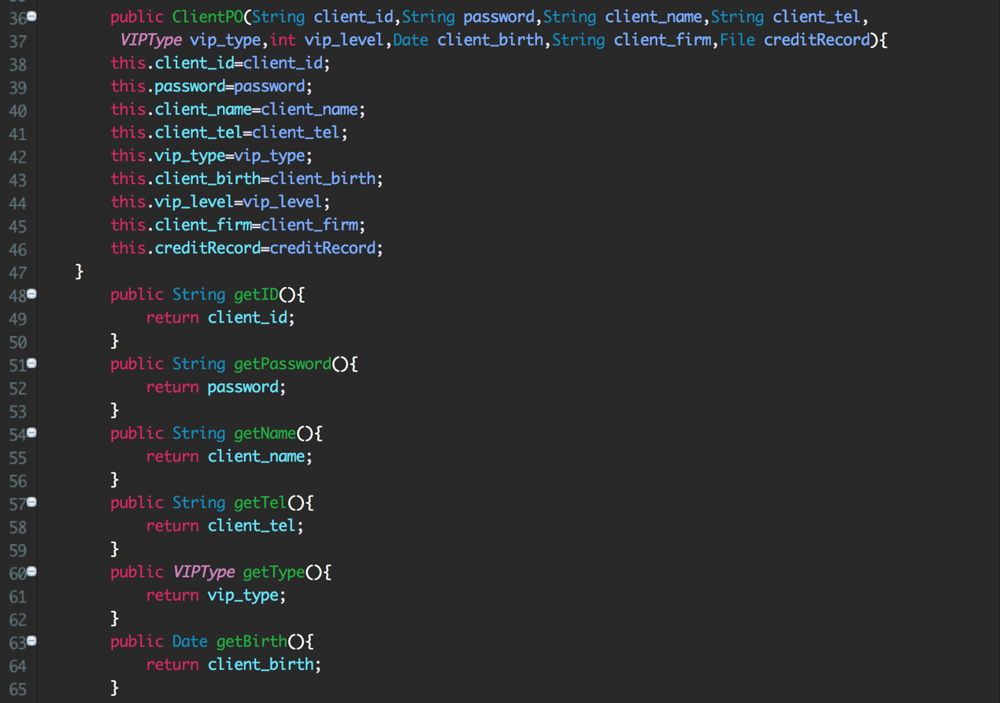 36 public ClientPO(String client_id,String password,String client_name,String client_tel,
37 VIPType vip_type,int vip_level,Date client_birth,String client_firm,File creditRecord){
38 this.client_id=client_id;
39 this.password=password;
40 this.client_name=client_name;
41 this.client_tel=client_tel;
42 this.vip_type=vip_type;
43 this.client_birth=client_birth;
44 this.vip_level=vip_level;
45 this.client_firm=client_firm;
46 this.creditRecord=creditRecord;
47 }
48 public String getID(){
49 return client_id;
50 }
51 public String getPassword(){
52 return password;
53 }
54 public String getName(){
55 return client_name;
56 }
57 public String getTel(){
58 return client_tel;
59 }
60 public VIPType getType(){
61 return vip_type;
62 }
63 public Date getBirth(){
64 return client_birth;
65 }